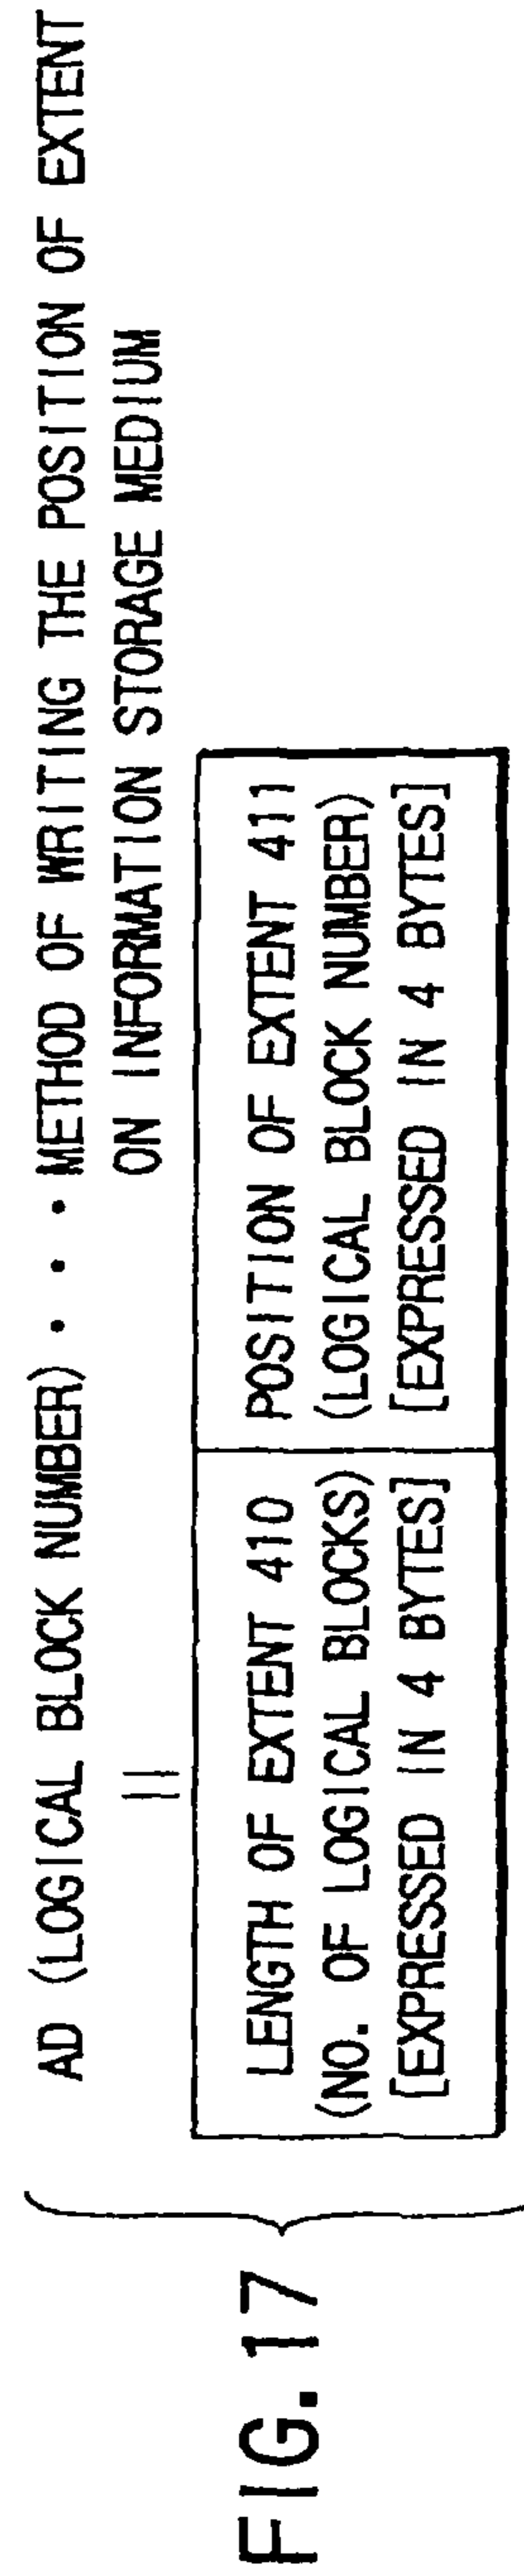 FIG. 17
AD (LOGICAL BLOCK NUMBER) · · · METHOD OF WRITING THE POSITION OF EXTENT
ON INFORMATION STORAGE MEDIUM
=
LENGTH OF EXTENT 410
(NO. OF LOGICAL BLOCKS)
[EXPRESSED IN 4 BYTES]
POSITION OF EXTENT 411
(LOGICAL BLOCK NUMBER)
[EXPRESSED IN 4 BYTES]